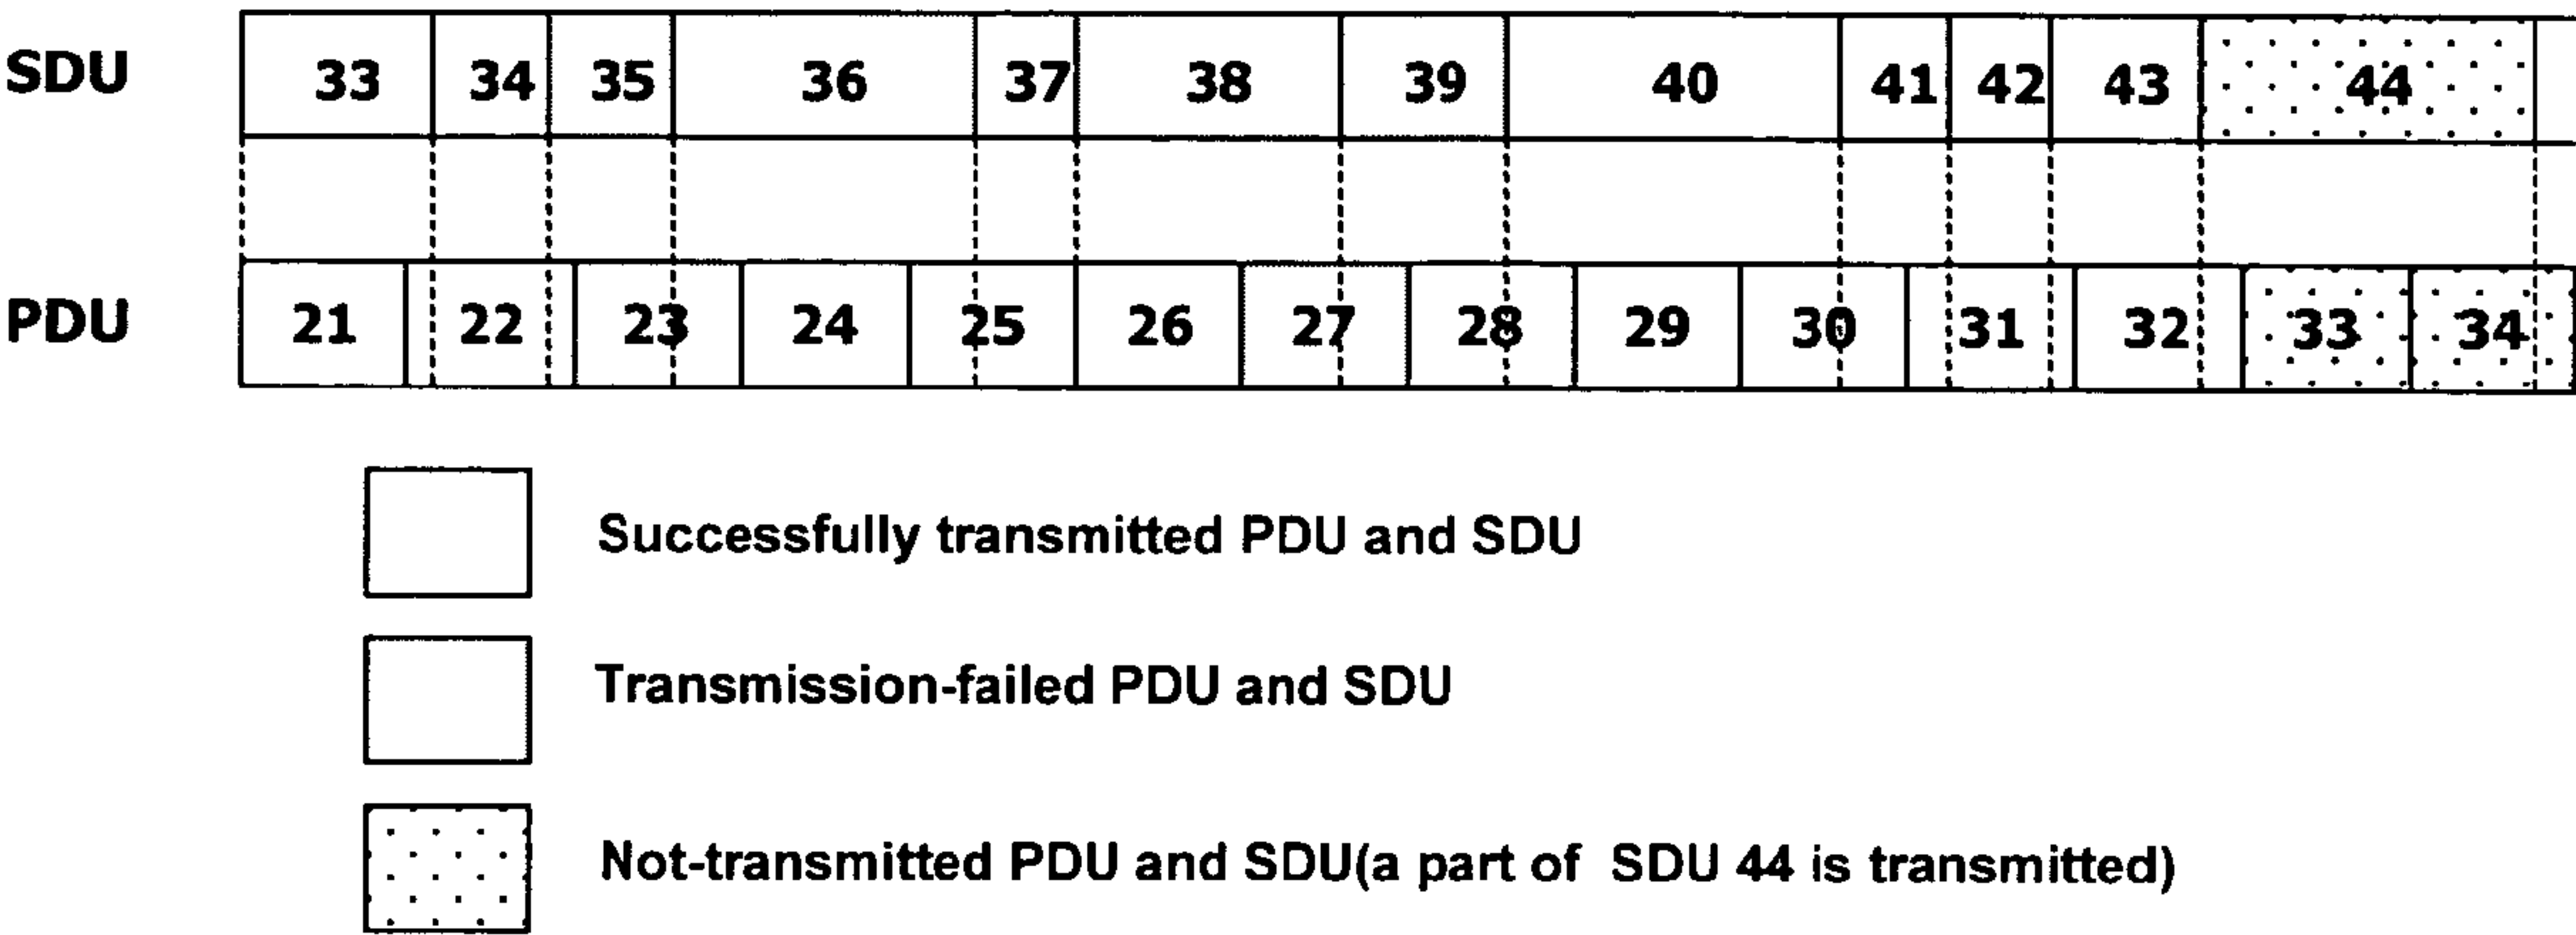 SDU 33 34 35 36 37 38 39 40 41 42 43 44
PDU 21 22 23 24 25 26 27 28 29 30 31 32 33 34
Successfully transmitted PDU and SDU
Transmission-failed PDU and SDU
Not-transmitted PDU and SDU(a part of SDU 44 is transmitted)